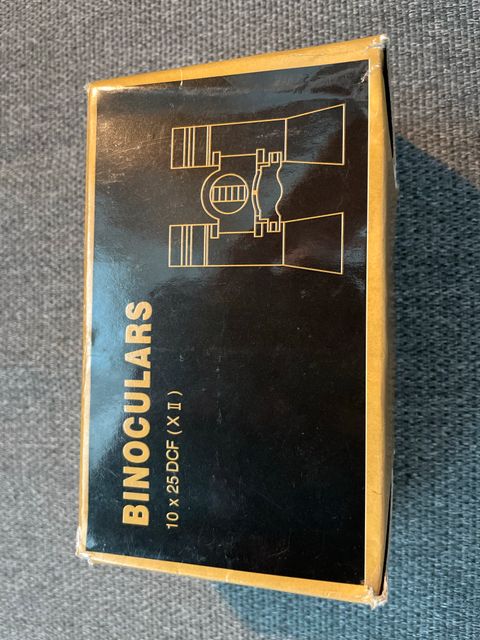 BINOCULARS
10 x 25 DCF ( X II )